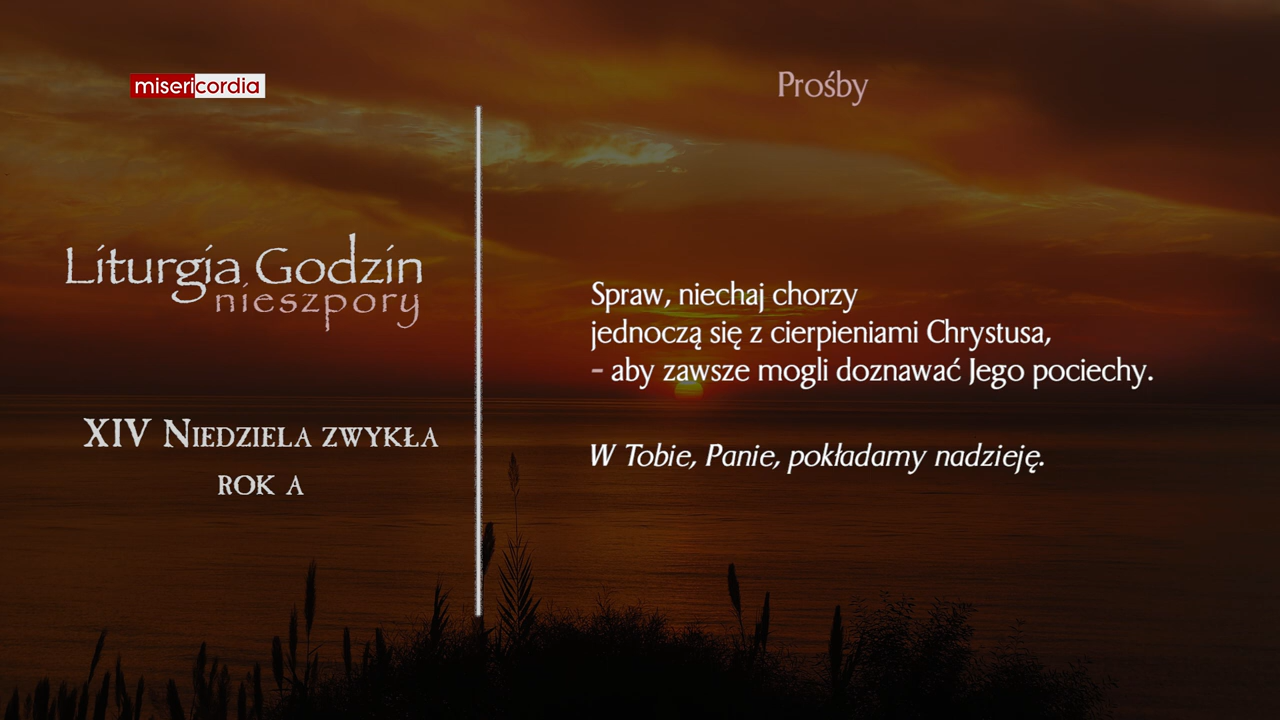 misericordia
Prośby
Liturgia Godzin
nieszpory
XIV Niedziela zwykła
rok a
Spraw, niechaj chorzy
jednoczą się z cierpieniami Chrystusa,
- aby zawsze mogli doznawać Jego pociechy.
W Tobie, Panie, pokładamy nadzieję.